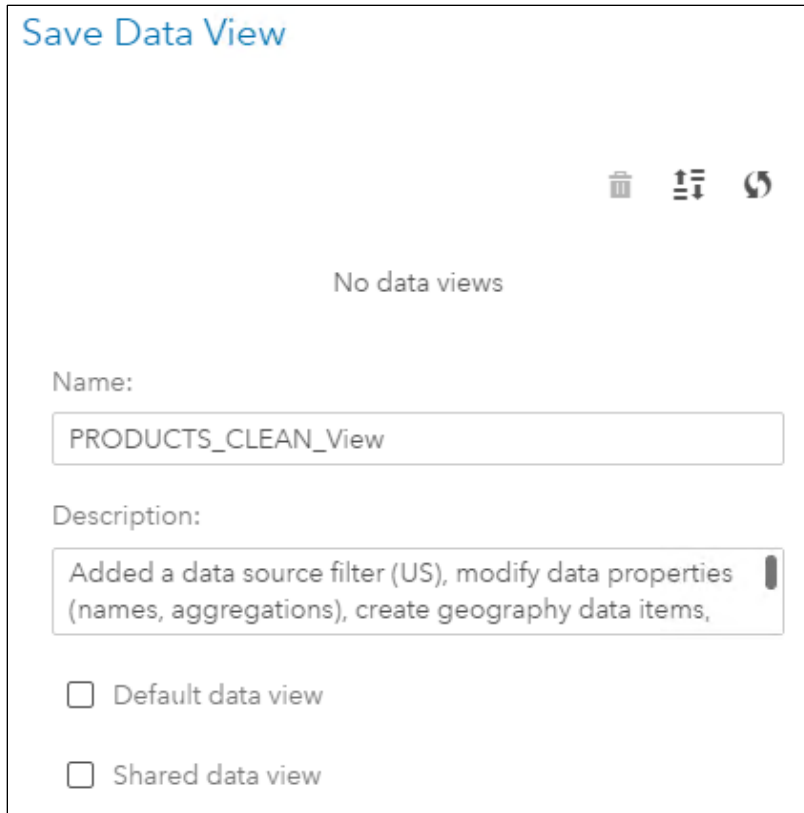 Save Data View
No data views
Name:
PRODUCTS_CLEAN_View
Description:
Added a data source filter (US), modify data properties
(names, aggregations), create geography data items,
Default data view
Shared data view